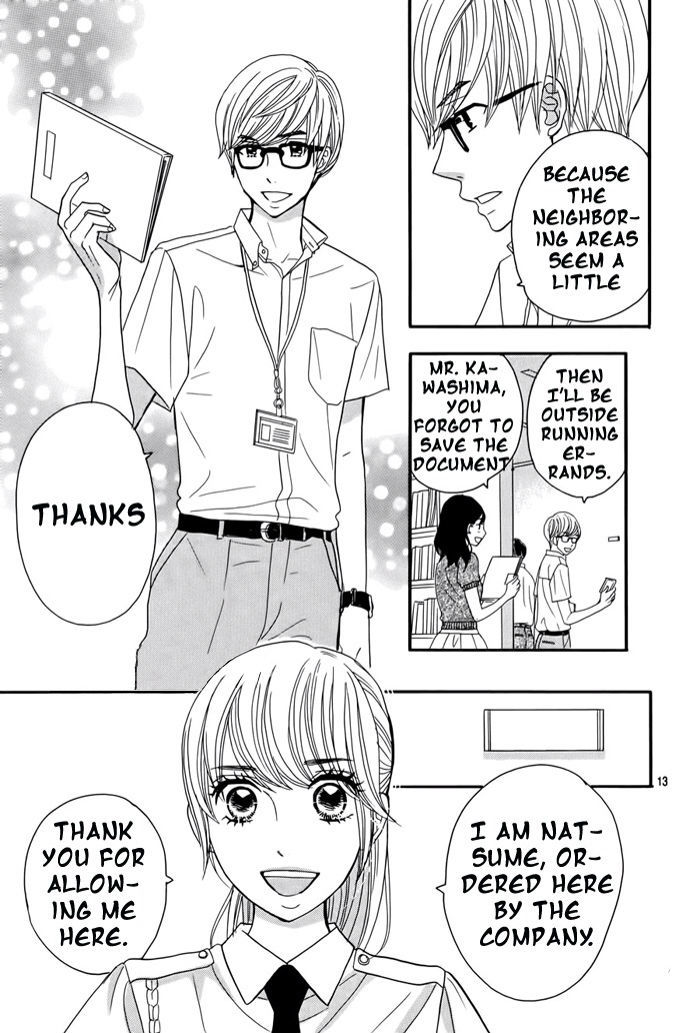 BECAUSE
THE
NEIGHBOR-
ING AREAS
SEEM A
LITTLE
THEN
I'LL BE
OUTSIDE
RUNNING
ER-
RANDS.
MR. KA-
WASHIMA,
YOU
FORGOT TO
SAVE THE
DOCUMENT
THANKS
13
I AM NAT-
SUME, OR-
DERED HERE
BY THE
COMPANY.
THANK
YOU FOR
ALLOW-
ING ME
HERE.